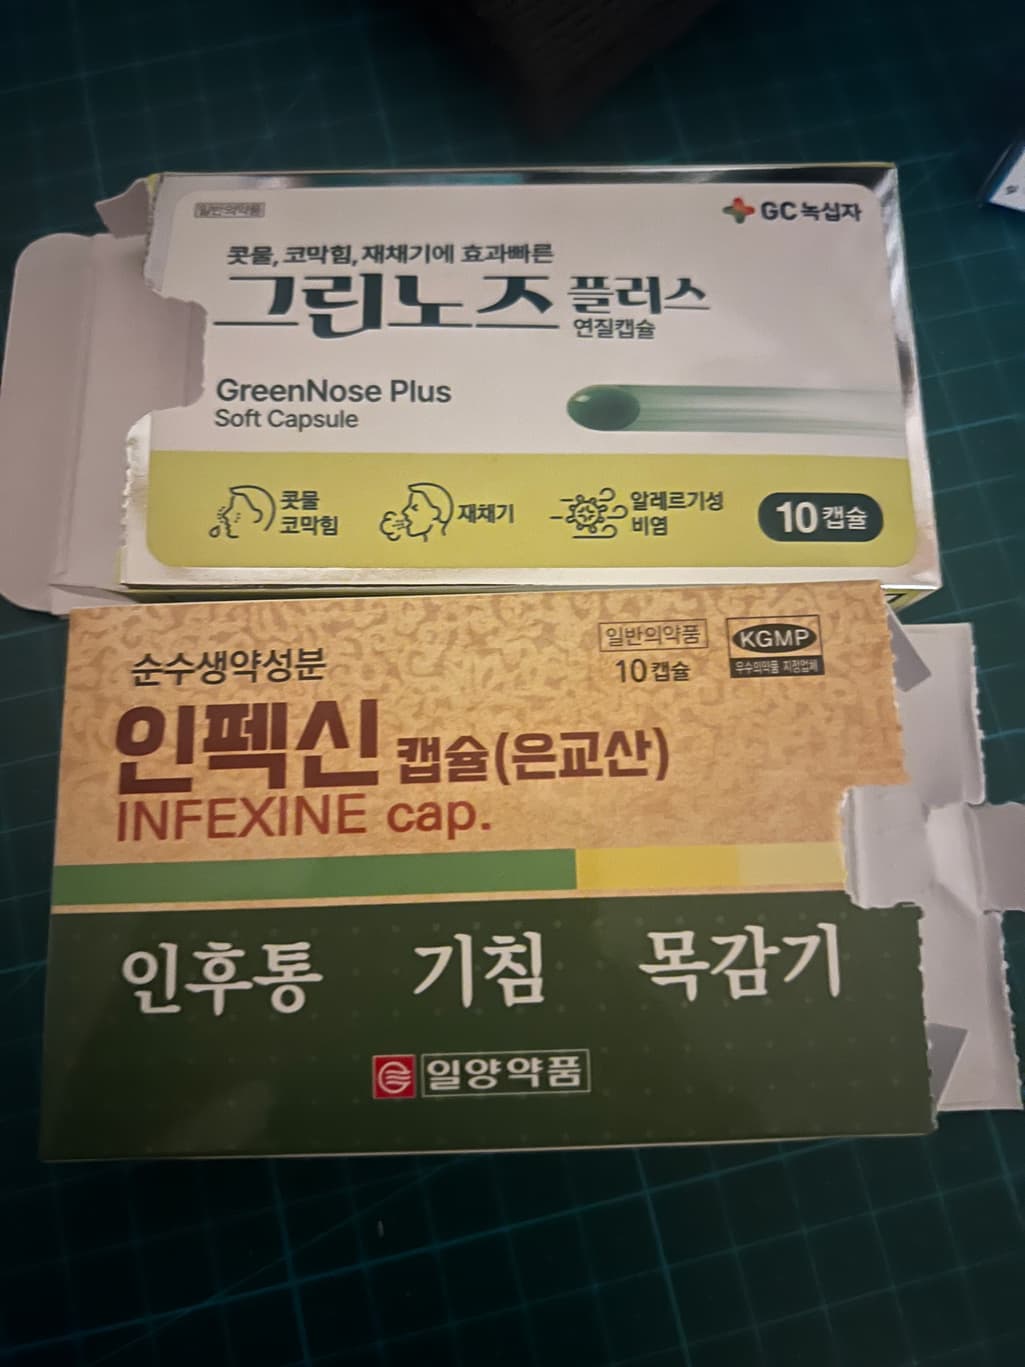 일반의약품
GC녹십자
콧물, 코막힘, 재채기에 효과빠른
그린노즈 플러스
연질캡슐
GreenNose Plus
Soft Capsule
콧물
코막힘
재채기
알레르기성
비염
10 캡슐
순수생약성분
일반의약품
10 캡슐
KGMP
우수의약품 지정업체
인펙신 캡슐(은교산)
INFEXINE cap.
인후통 기침 목감기
일양약품